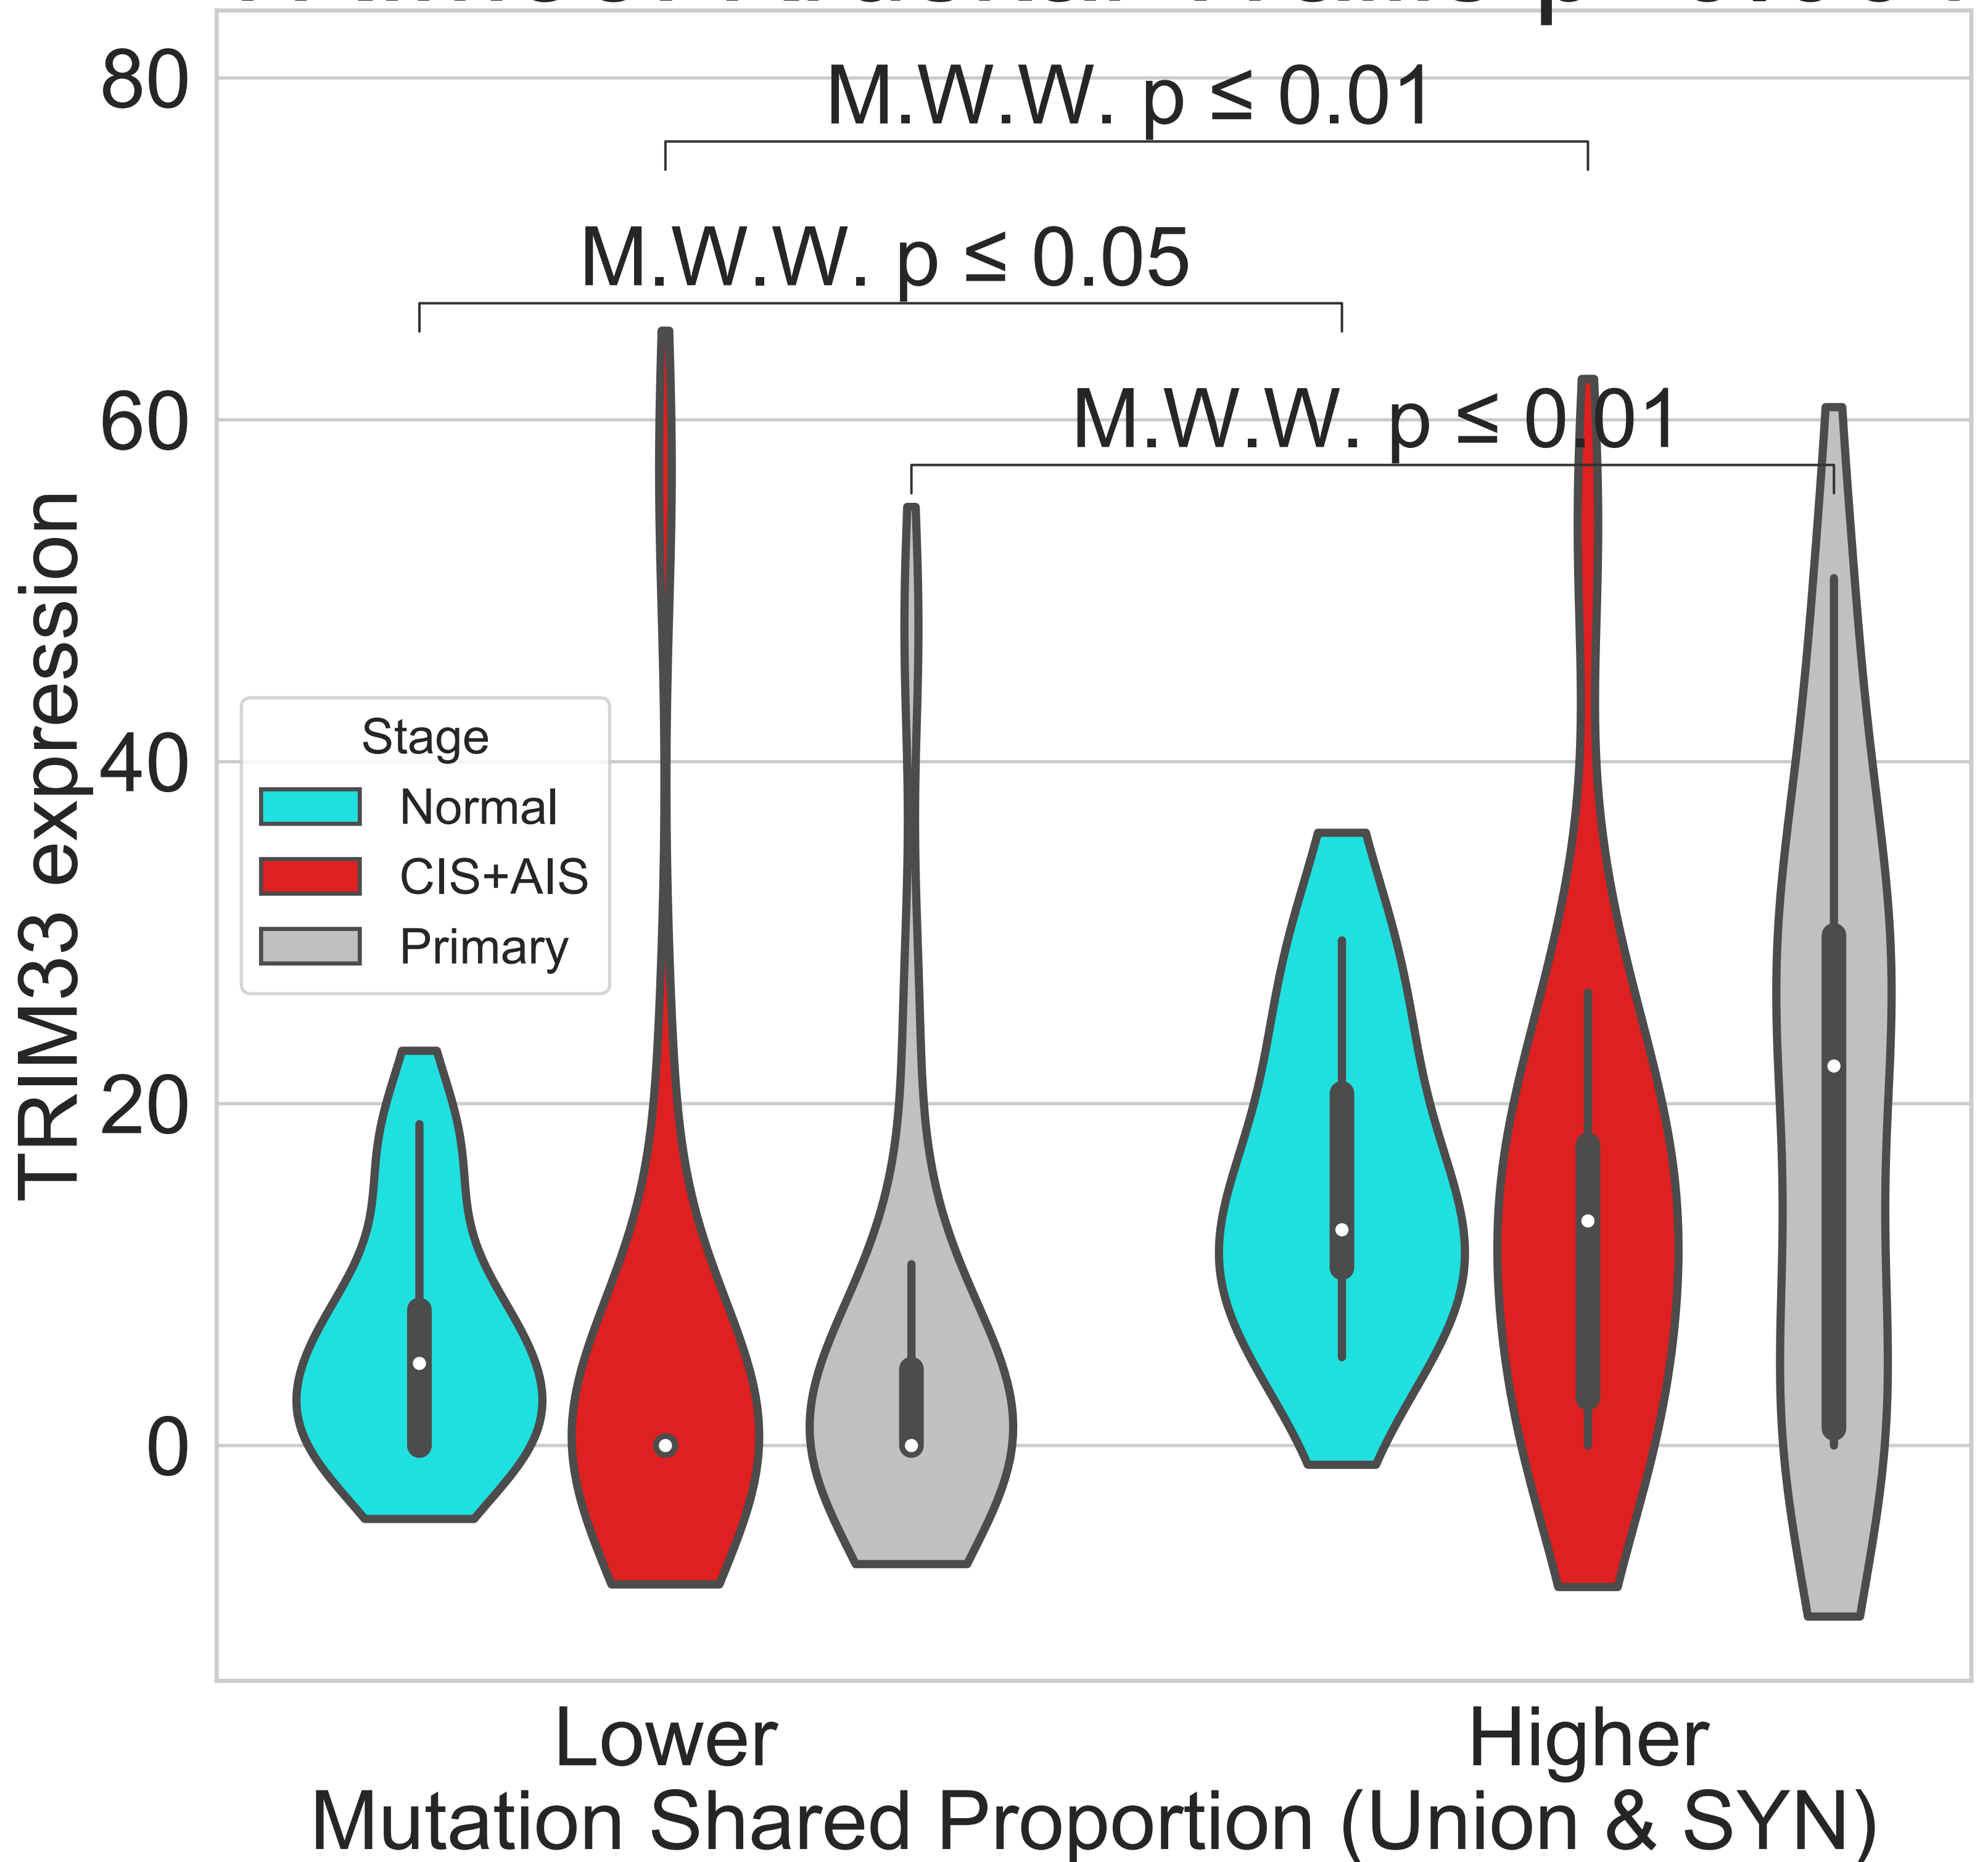 80
M.W.W. p ≤ 0.01
M.W.W. p ≤ 0.05
60
M.W.W. p ≤ 0.01
TRIM33 expression
40
Stage
Normal
CIS+AIS
Primary
20
0
Lower
Higher
Mutation Shared Proportion (Union & SYN)